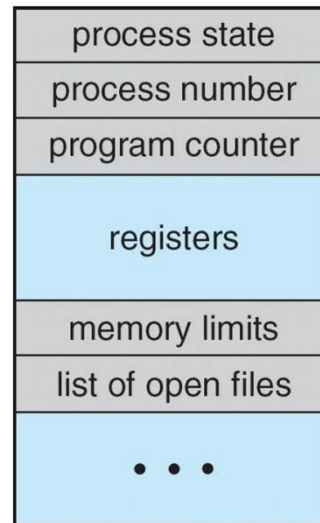 process state
process number
program counter
registers
memory limits
list of open files
• • •